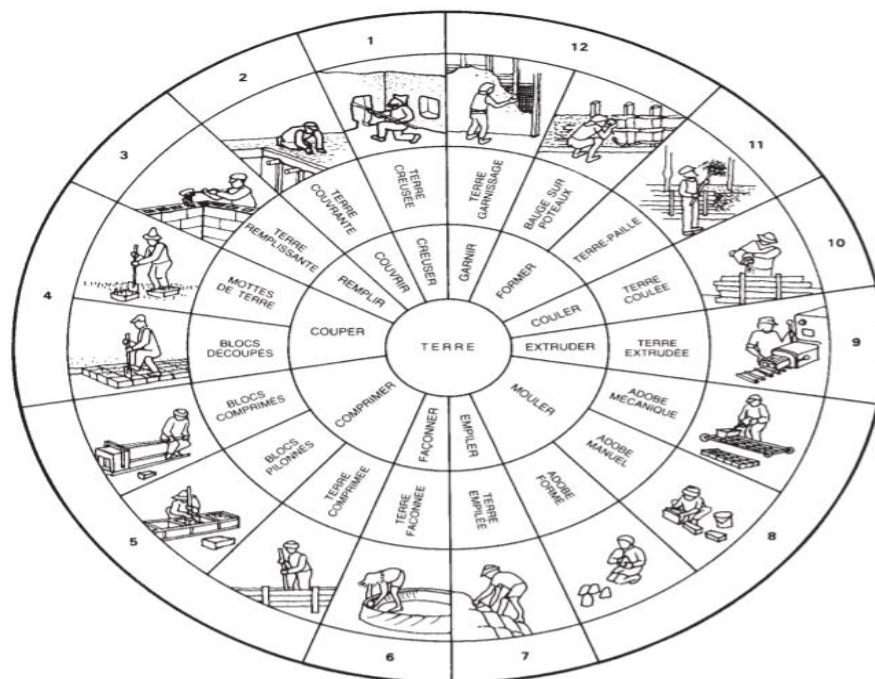 1
2
3
4
5
6
7
8
9
10
11
12
TERRE
CREUSÉE
TERRE
COUVRANTE
TERRE
REMPLISSANTE
MOTTES
DE TERRE
BLOCS
DÉCOUPÉS
BLOCS
COMPRIMÉS
BLOCS
PILONNÉS
TERRE
COMPRIMÉE
TERRE
FAÇONNÉE
TERRE
EMPILÉE
ADOBE
FORMÉ
ADOBE
MANUEL
ADOBE
MÉCANIQUE
TERRE
EXTRUDÉE
TERRE
COULÉE
TERRE-PAILLE
BAUGE SUR
POTEAUX
TERRE
GARNISSAGE
CREUSER
COUVRIR
REMPLIR
COUPER
COMPRIMER
FAÇONNER
EMPILER
MOULER
EXTRUDER
COULER
FORMER
GARNIR
TERRE